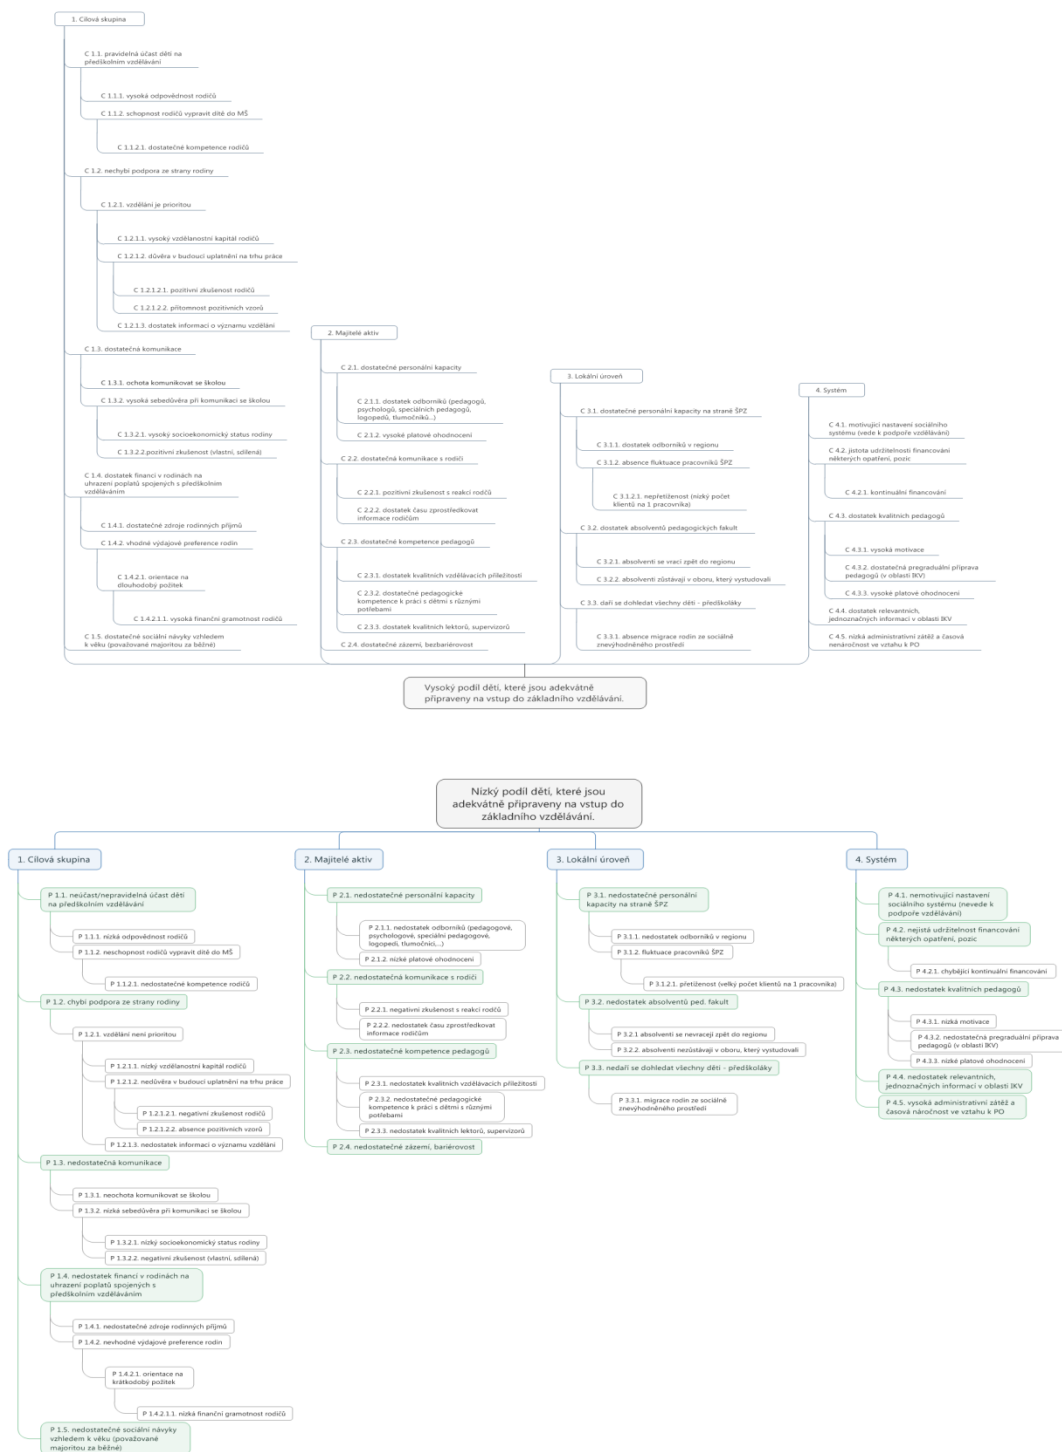 1. Cílová skupina
C 1.1. pravidelná účast dětí na
předškolním vzdělávání
C 1.1.1. vysoká odpovědnost rodičů
C 1.1.2. schopnost rodičů vypravit dítě do MŠ
C 1.1.2.1. dostatečné kompetence rodičů
C 1.2. nechybí podpora ze strany rodiny
C 1.2.1. vzdělání je prioritou
C 1.2.1.1. vysoký vzdělanostní kapitál rodičů
C 1.2.1.2. důvěra v budoucí uplatnění na trhu práce
C 1.2.1.2.1. pozitivní zkušenost rodičů
C 1.2.1.2.2. přítomnost pozitivních vzorů
C 1.2.1.3. dostatek informací o významu vzdělání
C 1.3. dostatečná komunikace
C 1.3.1. ochota komunikovat se školou
C 1.3.2. vysoká sebedůvěra při komunikaci se školou
C 1.3.2.1. vysoký socioekonomický status rodiny
C 1.3.2.2.pozitivní zkušenost (vlastní, sdílená)
C 1.4. dostatek financí v rodinách na
uhrazení poplatů spojených s předškolním
vzděláváním
C 1.4.1. dostatečné zdroje rodinných příjmů
C 1.4.2. vhodné výdajové preference rodin
C 1.4.2.1. orientace na
dlouhodobý požitek
C 1.4.2.1.1. vysoká finanční gramotnost rodičů
C 1.5. dostatečné sociální návyky vzhledem
k věku (považované majoritou za běžné)
2. Majitelé aktiv
C 2.1. dostatečné personální kapacity
C 2.1.1. dostatek odborníků (pedagogů,
psychologů, speciálních pedagogů,
logopedů, tlumočníků...)
C 2.1.2. vysoké platové ohodnocení
C 2.2. dostatečná komunikace s rodiči
C 2.2.1. pozitivní zkušenost s reakcí rodčů
C 2.2.2. dostatek času zprostředkovat
informace rodičům
C 2.3. dostatečné kompetence pedagogů
C 2.3.1. dostatek kvalitních vzdělávacích příležitostí
C 2.3.2. dostatečné pedagogické
kompetence k práci s dětmi s různými
potřebami
C 2.3.3. dostatek kvalitních lektorů, supervizorů
C 2.4. dostatečné zázemí, bezbariérovost
3. Lokální úroveň
C 3.1. dostatečné personální kapacity na straně ŠPZ
C 3.1.1. dostatek odborníků v regionu
C 3.1.2. absence fluktuace pracovníků ŠPZ
C 3.1.2.1. nepřetíženost (nízký počet
klientů na 1 pracovníka)
C 3.2. dostatek absolventů pedagogických fakult
C 3.2.1. absolventi se vrací zpět do regionu
C 3.2.2. absolventi zůstávají v oboru, který vystudovali
C 3.3. daří se dohledat všechny děti - předškoláky
C 3.3.1. absence migrace rodin ze sociálně
znevýhodněného prostředí
4. Systém
C 4.1. motivující nastavení sociálního
systému (vede k podpoře vzdělávání)
C 4.2. jistota udržitelnosti financování
některých opatření, pozic
C 4.2.1. kontinuální financování
C 4.3. dostatek kvalitních pedagogů
C 4.3.1. vysoká motivace
C 4.3.2. dostatečná pregraduální příprava
pedagogů (v oblasti IKV)
C 4.3.3. vysoké platové ohodnocení
C 4.4. dostatek relevantních,
jednoznačných informací v oblasti IKV
C 4.5. nízká administrativní zátěž a časová
nenáročnost ve vztahu k PO
Vysoký podíl dětí, které jsou adekvátně
připraveny na vstup do základního vzdělávání.
Nízký podíl dětí, které jsou
adekvátně připraveny na vstup do
základního vzdělávání.
1. Cílová skupina
P 1.1. neúčast/nepravidelná účast dětí
na předškolním vzdělávání
P 1.1.1. nízká odpovědnost rodičů
P 1.1.2. neschopnost rodičů vypravit dítě do MŠ
P 1.1.2.1. nedostatečné kompetence rodičů
P 1.2. chybí podpora ze strany rodiny
P 1.2.1. vzdělání není prioritou
P 1.2.1.1. nízký vzdělanostní kapitál rodičů
P 1.2.1.2. nedůvěra v budoucí uplatnění na trhu práce
P 1.2.1.2.1. negativní zkušenost rodičů
P 1.2.1.2.2. absence pozitivních vzorů
P 1.2.1.3. nedostatek informací o významu vzdělání
P 1.3. nedostatečná komunikace
P 1.3.1. neochota komunikovat se školou
P 1.3.2. nízká sebedůvěra při komunikaci se školou
P 1.3.2.1. nízký socioekonomický status rodiny
P 1.3.2.2. negativní zkušenost (vlastní, sdílená)
P 1.4. nedostatek financí v rodinách na
uhrazení poplatů spojených s
předškolním vzděláváním
P 1.4.1. nedostatečné zdroje rodinných příjmů
P 1.4.2. nevhodné výdajové preference rodin
P 1.4.2.1. orientace na
krátkodobý požitek
P 1.4.2.1.1. nízká finanční gramotnost rodičů
P 1.5. nedostatečné sociální návyky
vzhledem k věku (považované
majoritou za běžné)
2. Majitelé aktiv
P 2.1. nedostatečné personální kapacity
P 2.1.1. nedostatek odborníků (pedagogové,
psychologové, speciální pedagogové,
logopedi, tlumočníci,...)
P 2.1.2. nízké platové ohodnocení
P 2.2. nedostatečná komunikace s rodiči
P 2.2.1. negativní zkušenost s reakcí rodčů
P 2.2.2. nedostatek času zprostředkovat
informace rodičům
P 2.3. nedostatečné kompetence pedagogů
P 2.3.1. nedostatek kvalitních vzdělávacích příležitostí
P 2.3.2. nedostatečné pedagogické
kompetence k práci s dětmi s různými
potřebami
P 2.3.3. nedostatek kvalitních lektorů, supervizorů
P 2.4. nedostatečné zázemí, bariérovost
3. Lokální úroveň
P 3.1. nedostatečné personální
kapacity na straně ŠPZ
P 3.1.1. nedostatek odborníků v regionu
P 3.1.2. fluktuace pracovníků ŠPZ
P 3.1.2.1. přetíženost (velký počet klientů na 1 pracovníka)
P 3.2. nedostatek absolventů ped. fakult
P 3.2.1 absolventi se nevracejí zpět do regionu
P 3.2.2. absolventi nezůstávají v oboru, který vystudovali
P 3.3. nedaří se dohledat všechny děti - předškoláky
P 3.3.1. migrace rodin ze sociálně
znevýhodněného prostředí
4. Systém
P 4.1. nemotivující nastavení
sociálního systému (nevede k
podpoře vzdělávání)
P 4.2. nejistá udržitelnost financování
některých opatření, pozic
P 4.2.1. chybějící kontinuální financování
P 4.3. nedostatek kvalitních pedagogů
P 4.3.1. nízká motivace
P 4.3.2. nedostatečná pregraduální příprava
pedagogů (v oblasti IKV)
P 4.3.3. nízké platové ohodnocení
P 4.4. nedostatek relevantních,
jednoznačných informací v oblasti IKV
P 4.5. vysoká administrativní zátěž a
časová náročnost ve vztahu k PO